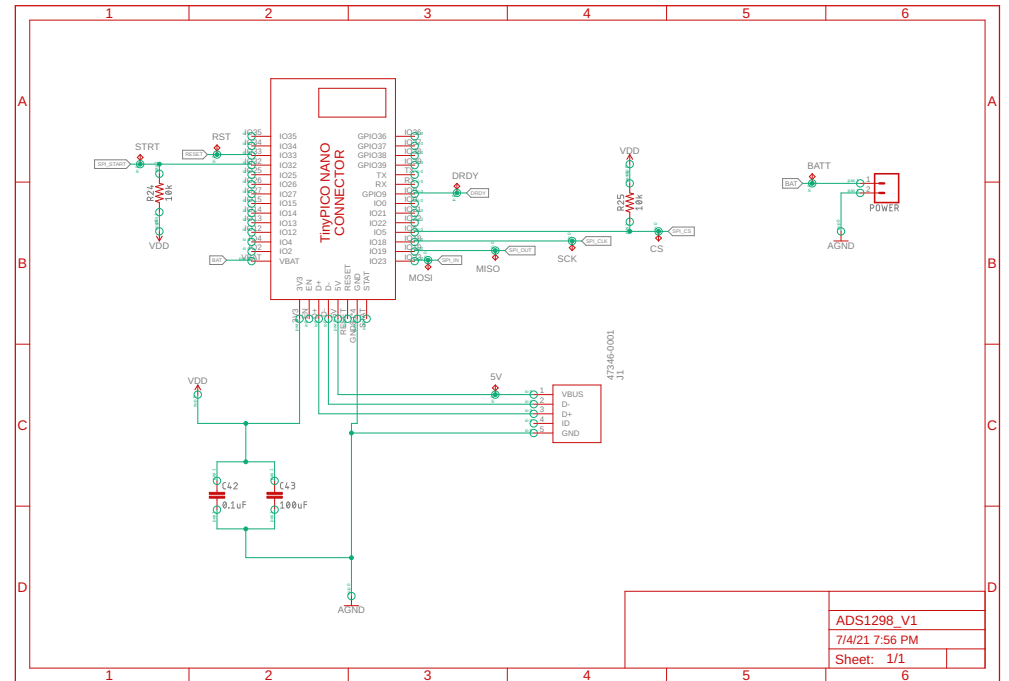 1 2 3 4 5 6
A A
B B
C C
D D
STRT
SPI_START
R24
10k
VDD
RST
RESET
TinyPICO NANO
CONNECTOR
IO35
IO34
IO33
IO32
IO25
IO26
IO27
IO15
IO14
IO13
IO12
IO4
IO2
VBAT
BAT
GPIO36
GPIO37
GPIO38
GPIO39
TX
RX
GPIO9
IO0
IO21
IO22
IO5
IO18
IO19
IO23
3V3
EN
D+
D-
5V
RESET
GND
STAT
DRDY
DRDY
VDD
R25
10k
SPI_CS
CS
SPI_CLK
SCK
SPI_OUT
MISO
SPI_IN
MOSI
BATT
BAT
1
2
POWER
AGND
VDD
C42
0.1uF
C43
100uF
AGND
5V
47346-0001
J1
1 VBUS
2 D-
3 D+
4 ID
5 GND
ADS1298_V1
7/4/21 7:56 PM
Sheet: 1/1
1 2 3 4 5 6